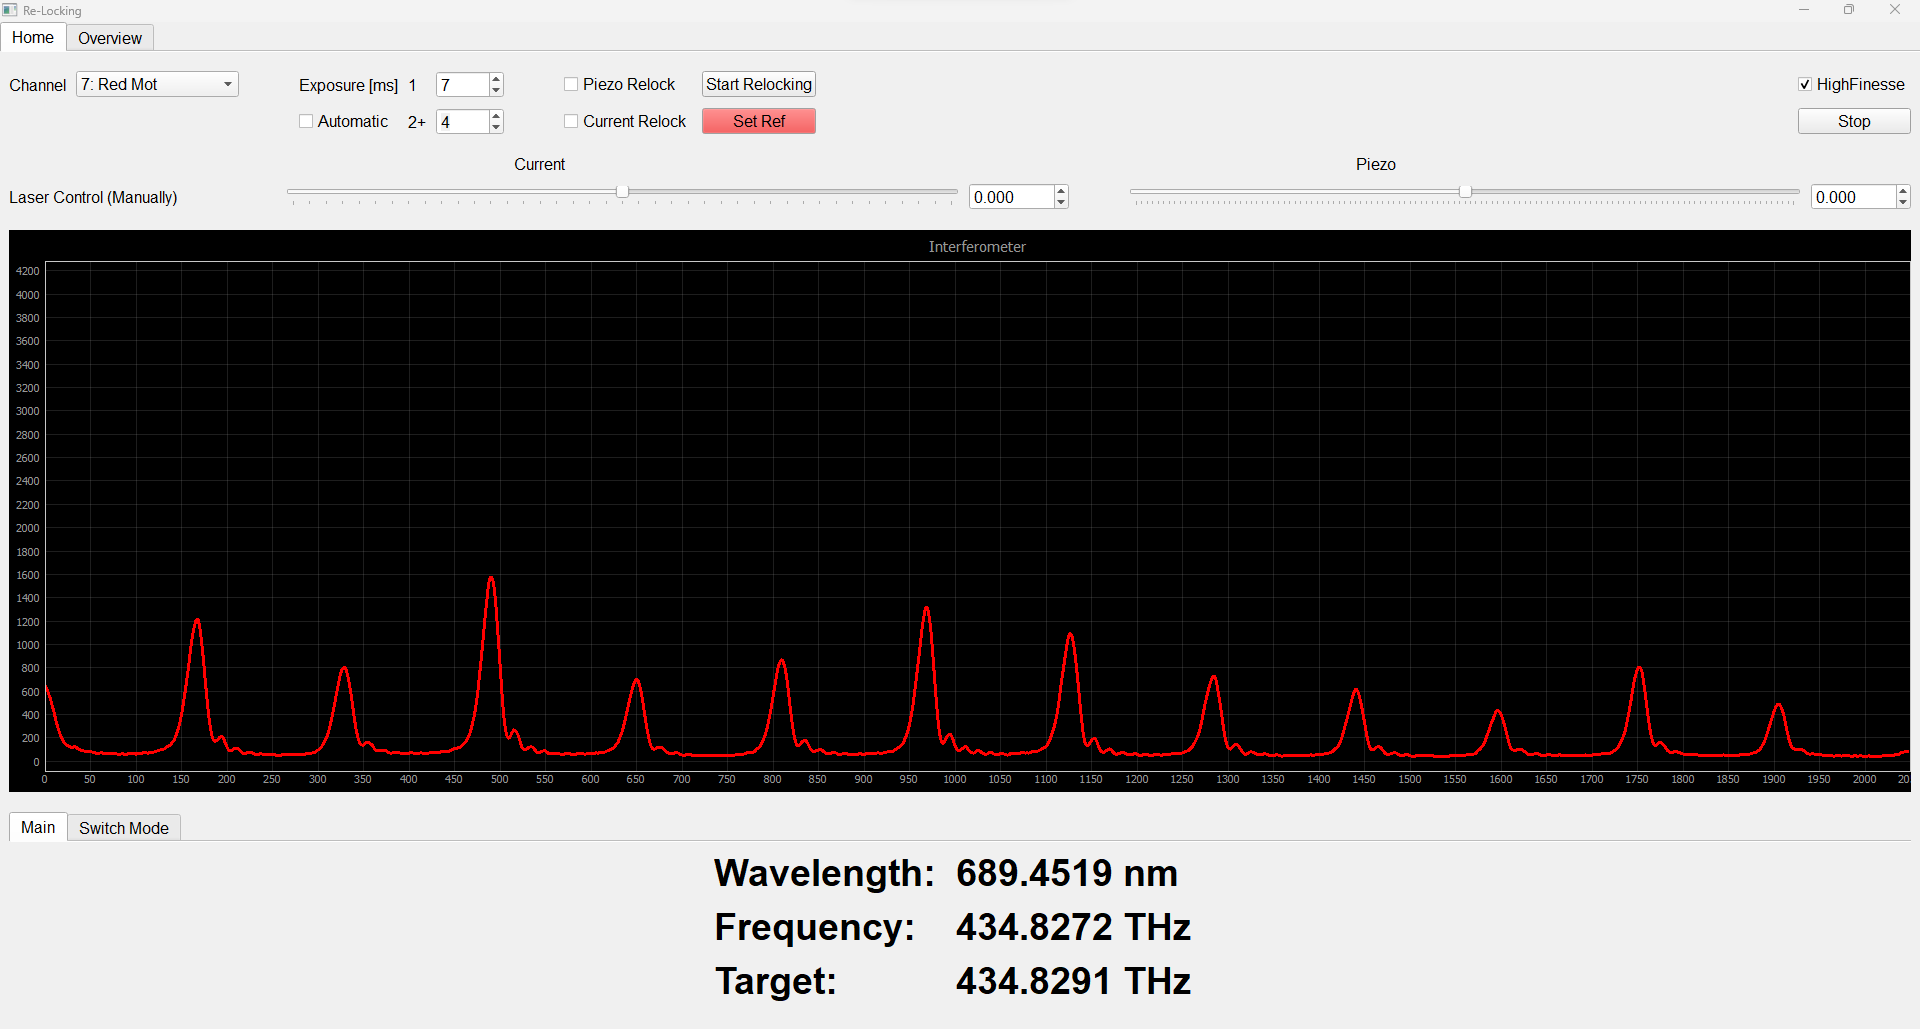 Re-Locking
Home Overview
Channel 7: Red Mot Exposure [ms] 1 7 Piezo Relock Start Relocking HighFinesse
Automatic 2+ 4 Current Relock Set Ref Stop
Current Piezo
Laser Control (Manually) 0.000 0.000
Interferometer
4200
4000
3800
3600
3400
3200
3000
2800
2600
2400
2200
2000
1800
1600
1400
1200
1000
800
600
400
200
0
0 50 100 150 200 250 300 350 400 450 500 550 600 650 700 750 800 850 900 950 1000 1050 1100 1150 1200 1250 1300 1350 1400 1450 1500 1550 1600 1650 1700 1750 1800 1850 1900 1950 2000 20
Main Switch Mode
Wavelength: 689.4519 nm
Frequency: 434.8272 THz
Target: 434.8291 THz